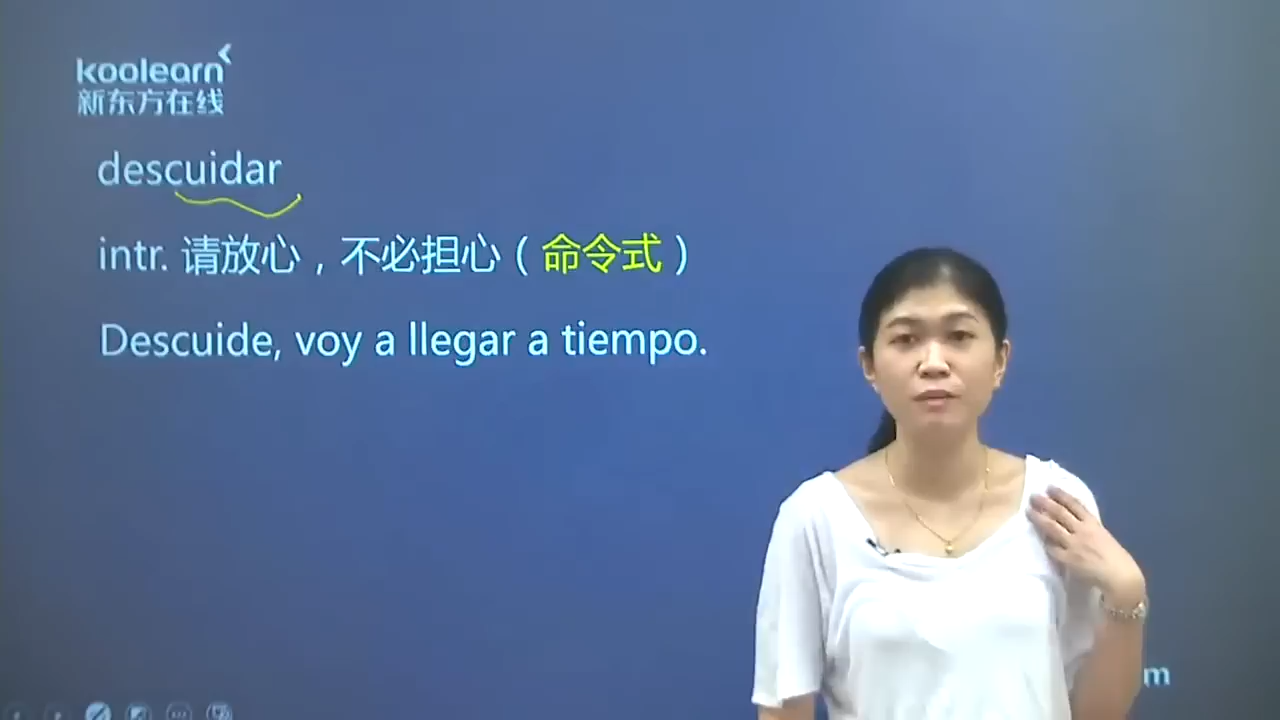 koolearn
新东方在线
descuidar
intr. 请放心，不必担心（命令式）
Descuide, voy a llegar a tiempo.
m